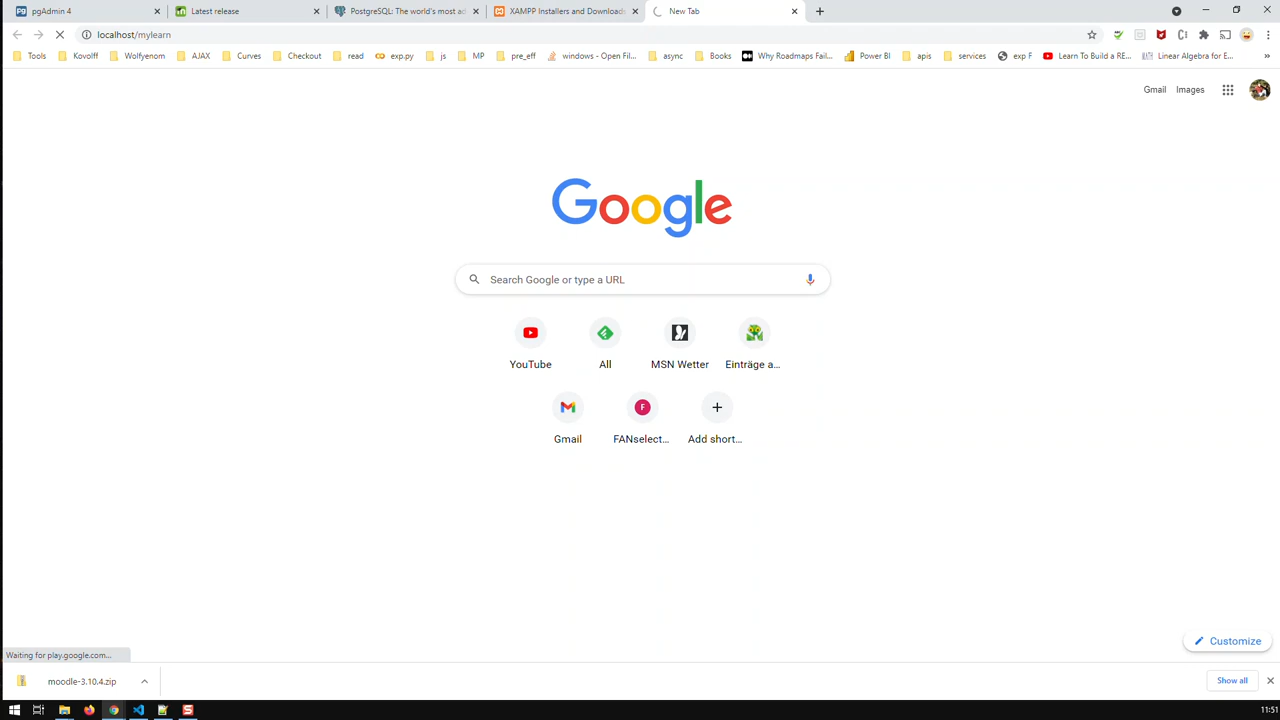 pgAdmin 4
Latest release
PostgreSQL: The world's most ad
XAMPP Installers and Download
New Tab
localhost/mylearn
Tools
Kovolff
Wolfyenom
AJAX
Curves
Checkout
read
exp.py
js
MP
pre_eff
windows - Open Fil...
async
Books
Why Roadmaps Fail...
Power BI
apis
services
exp F
Learn To Build a RE...
Linear Algebra for E...
»
Gmail
Images
Google
Search Google or type a URL
YouTube
All
MSN Wetter
Einträge a...
Gmail
F
FANselect...
Add short...
Customize
Waiting for play.google.com...
moodle-3.10.4.zip
Show all
11:51